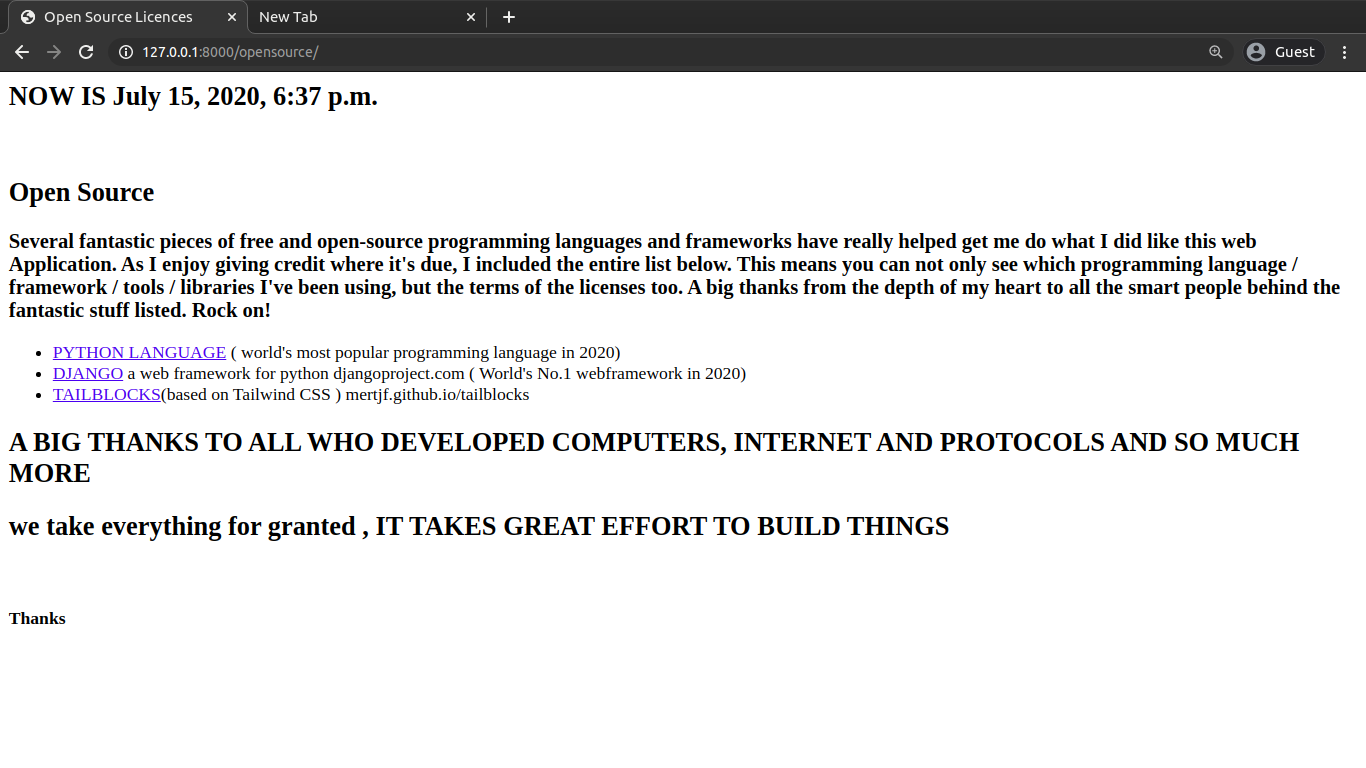 Open Source Licences
New Tab
127.0.0.1:8000/opensource/
Guest
NOW IS July 15, 2020, 6:37 p.m.
Open Source
Several fantastic pieces of free and open-source programming languages and frameworks have really helped get me do what I did like this web
Application. As I enjoy giving credit where it's due, I included the entire list below. This means you can not only see which programming language /
framework / tools / libraries I've been using, but the terms of the licenses too. A big thanks from the depth of my heart to all the smart people behind the
fantastic stuff listed. Rock on!
• PYTHON LANGUAGE ( world's most popular programming language in 2020)
• DJANGO a web framework for python djangoproject.com ( World's No.1 webframework in 2020)
• TAILBLOCKS(based on Tailwind CSS ) mertjf.github.io/tailblocks
A BIG THANKS TO ALL WHO DEVELOPED COMPUTERS, INTERNET AND PROTOCOLS AND SO MUCH
MORE
we take everything for granted , IT TAKES GREAT EFFORT TO BUILD THINGS
Thanks